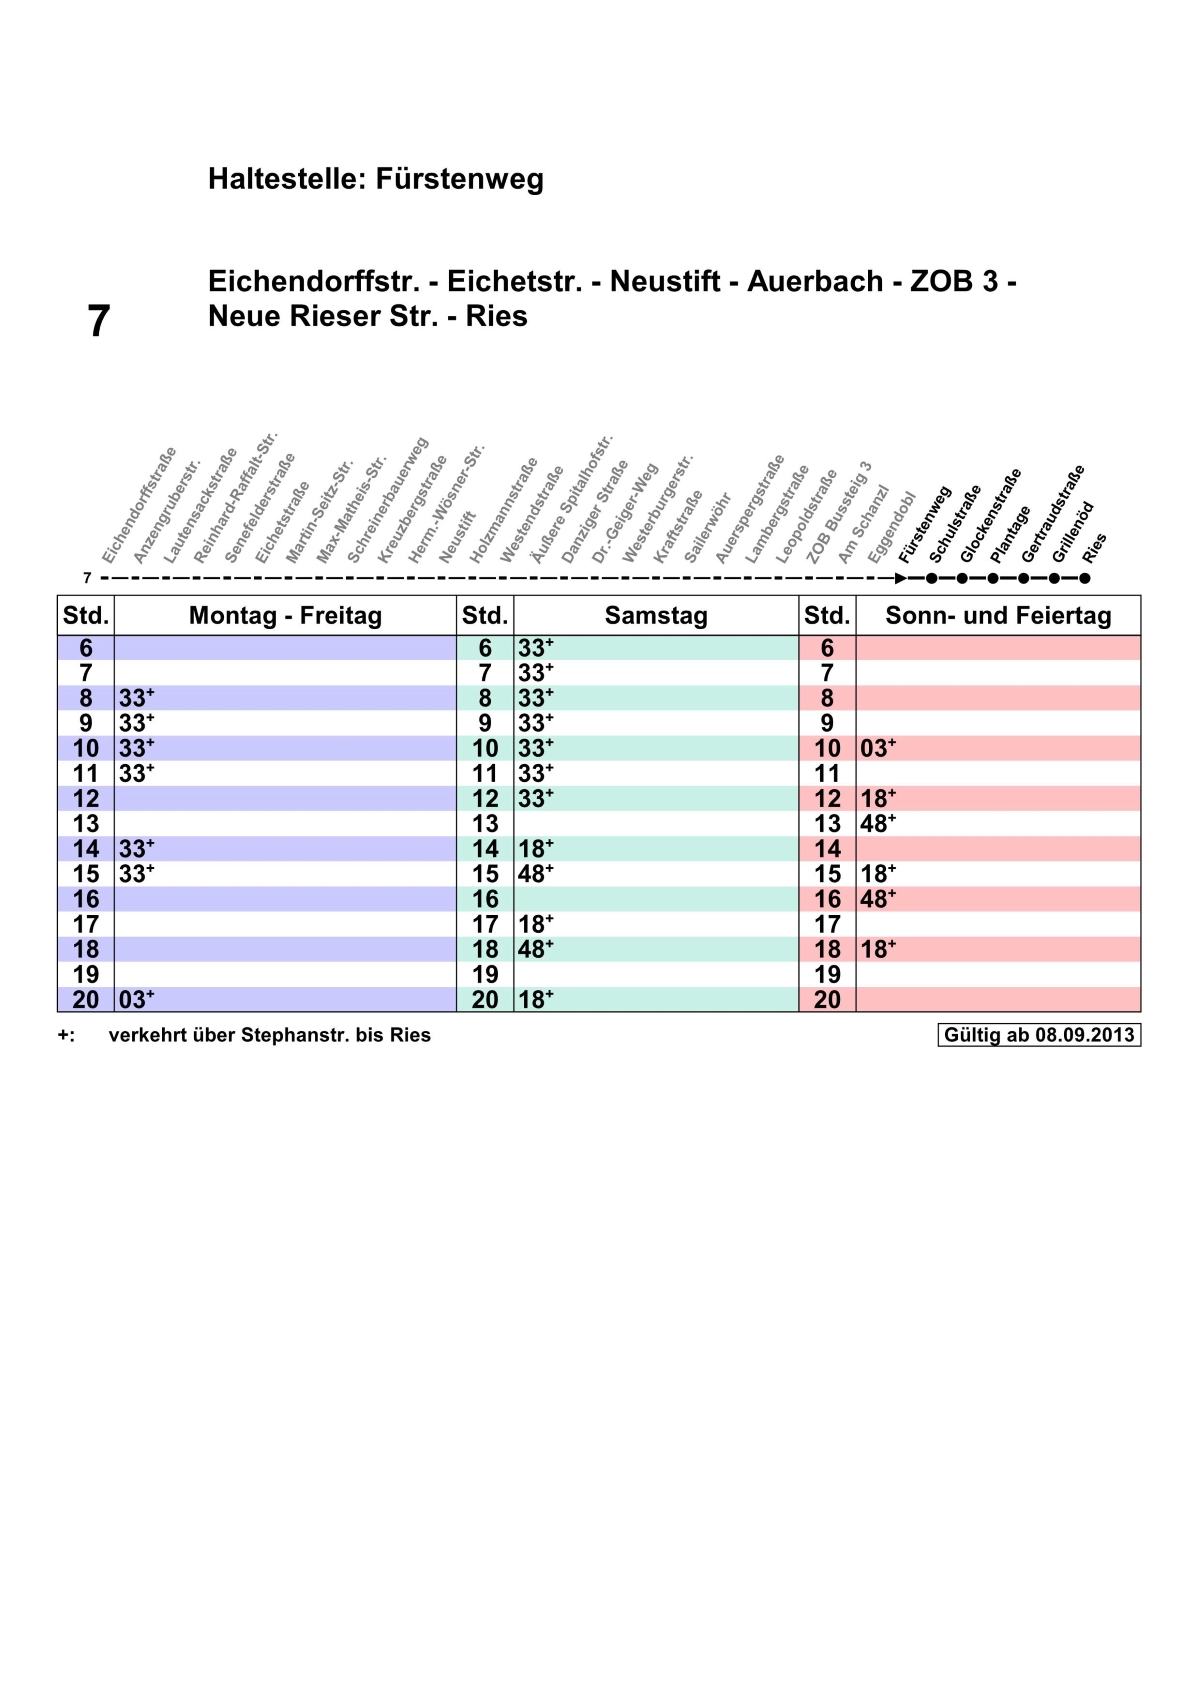 Haltestelle: Fürstenweg
Eichendorffstr. - Eichetstr. - Neustift - Auerbach - ZOB 3 -
7 Neue Rieser Str. - Ries
Eichendorffstraße
Anzengruberstr.
Lautensackstraße
Reinhard-Raffalt-Str.
Senefelderstraße
Eichetstraße
Martin-Seitz-Str.
Max-Matheis-Str.
Schreinerbauerweg
Kreuzbergstraße
Herm.-Wösner-Str.
Neustift
Holzmannstraße
Westendstraße
Äußere Spitalhofstr.
Danziger Straße
Dr.-Geiger-Weg
Westerburgerstr.
Kraftstraße
Sailerwöhr
Auerspergstraße
Lambergstraße
Leopoldstraße
ZOB Bussteig 3
Am Schanzl
Eggendobl
Fürstenweg
Schulstraße
Glockenstraße
Plantage
Gertraudstraße
Grillenöd
Ries
7
Std. Montag - Freitag Std. Samstag Std. Sonn- und Feiertag
6 6 33+ 6
7 7 33+ 7
8 33+ 8 33+ 8
9 33+ 9 33+ 9
10 33+ 10 33+ 10 03+
11 33+ 11 33+ 11
12 12 33+ 12 18+
13 13 13 48+
14 33+ 14 18+ 14
15 33+ 15 48+ 15 18+
16 16 16 48+
17 17 18+ 17
18 18 48+ 18 18+
19 19 19
20 03+ 20 18+ 20
+: verkehrt über Stephanstr. bis Ries Gültig ab 08.09.2013